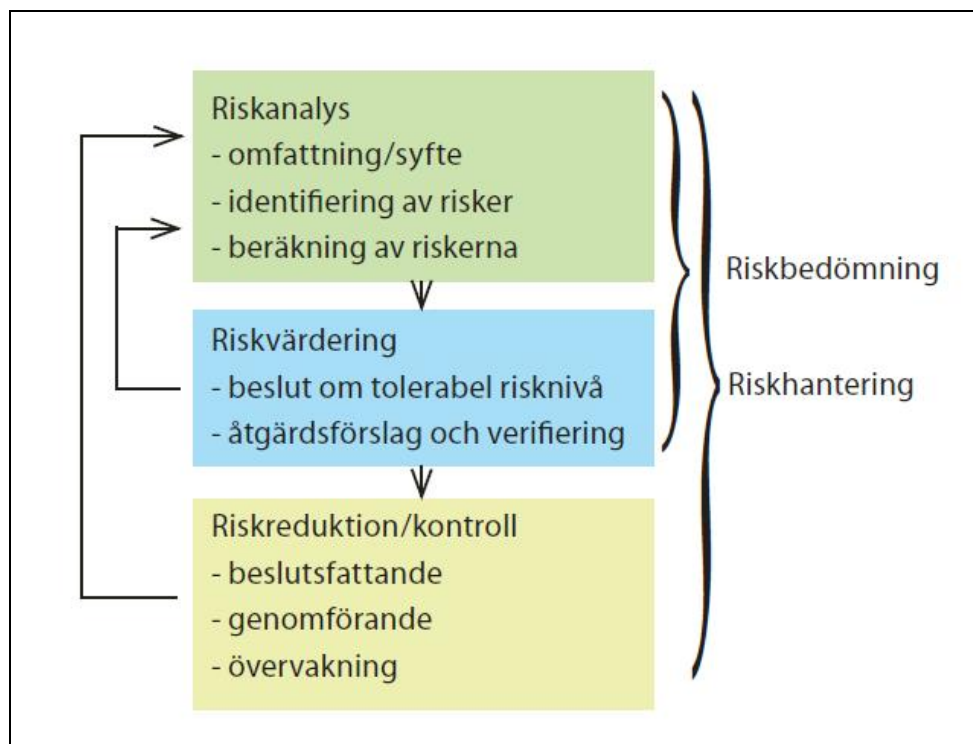 Riskanalys
- omfattning/syfte
- identifiering av risker
- beräkning av riskerna
Riskvärdering
- beslut om tolerabel risknivå
- åtgärdsförslag och verifiering
Riskreduktion/kontroll
- beslutsfattande
- genomförande
- övervakning
Riskbedömning
Riskhantering